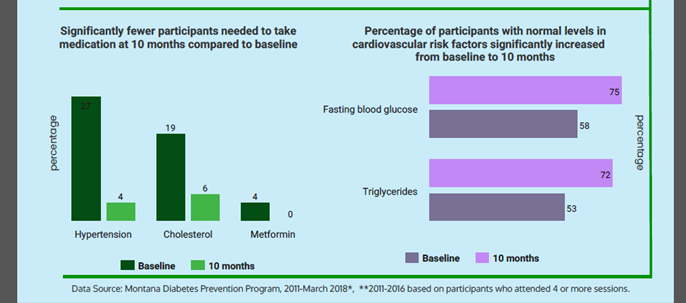 Significantly fewer participants needed to take
medication at 10 months compared to baseline
percentage
27
4
19
6
4
0
Hypertension
Cholesterol
Metformin
Baseline
10 months
Percentage of participants with normal levels in
cardiovascular risk factors significantly increased
from baseline to 10 months
Fasting blood glucose
75
58
Triglycerides
72
53
percentage
Baseline
10 months
Data Source: Montana Diabetes Prevention Program, 2011-March 2018*, **2011-2016 based on participants who attended 4 or more sessions.